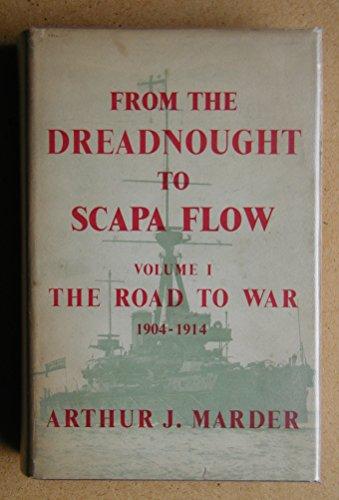 FROM THE
DREADNOUGHT
TO
SCAPA FLOW
VOLUME I
THE ROAD TO WAR
1904-1914
ARTHUR J. MARDER